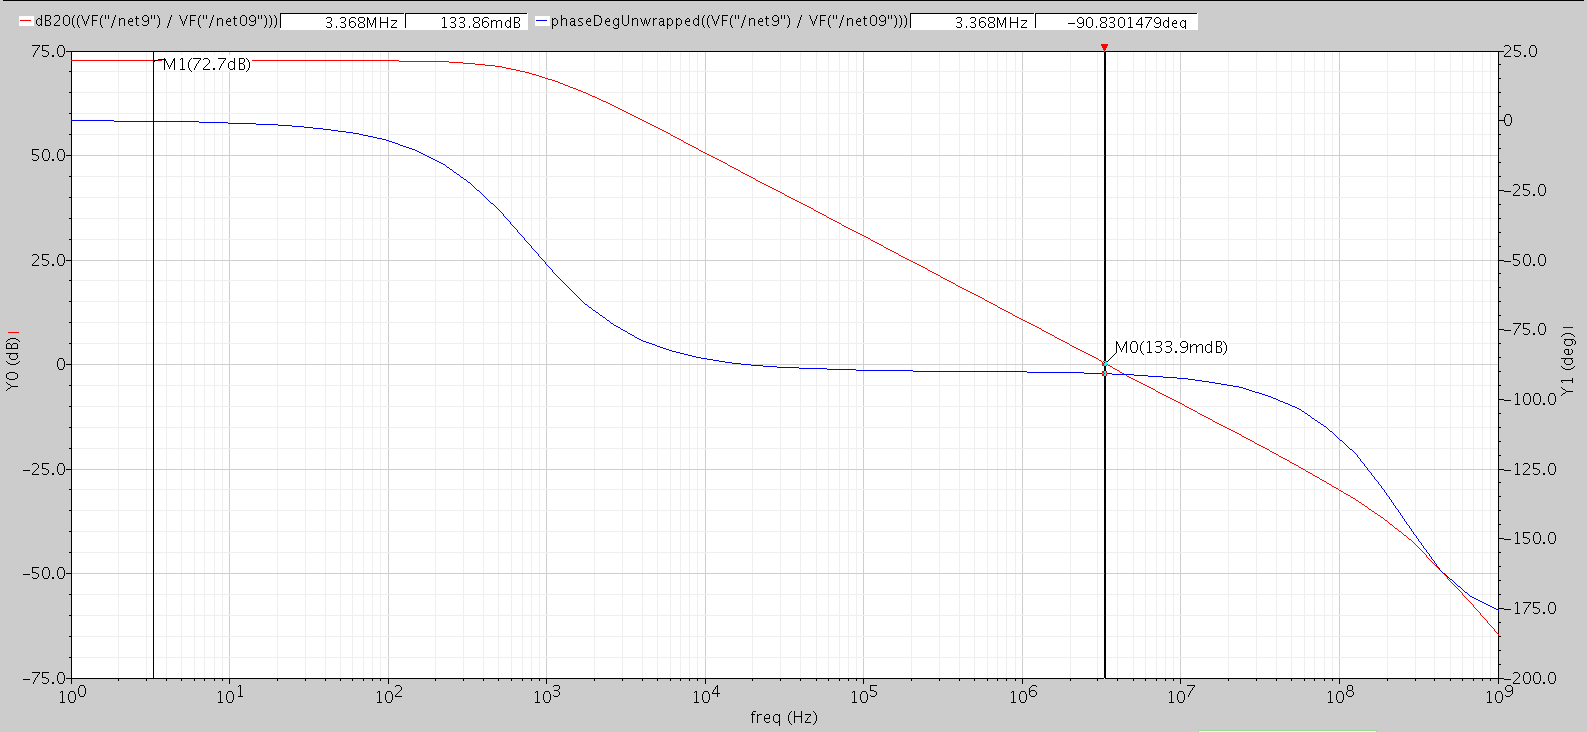 dB20((VF("/net9") / VF("/net09"))) 3.368MHz 133.86mdB phaseDegUnwrapped((VF("/net9") / VF("/net09"))) 3.368MHz -90.8301479deg
75.0 25.0
M1(72.7dB)
0
50.0
-25.0
25.0 -50.0
-75.0
M0(133.9mdB)
0
Y0 (dB)
Y1 (deg)
-100.0
-25.0 -125.0
-150.0
-50.0
-175.0
-75.0 -200.0
10^0 10^1 10^2 10^3 10^4 10^5 10^6 10^7 10^8 10^9
freq (Hz)